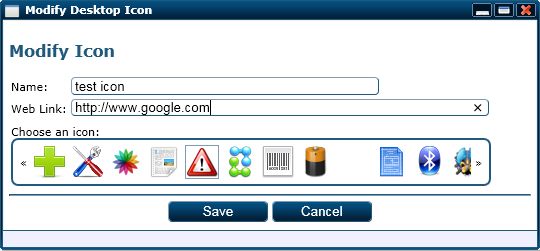 Modify Desktop Icon
Modify Icon
Name: test icon
Web Link: http://www.google.com
Choose an icon:
« »
Save Cancel